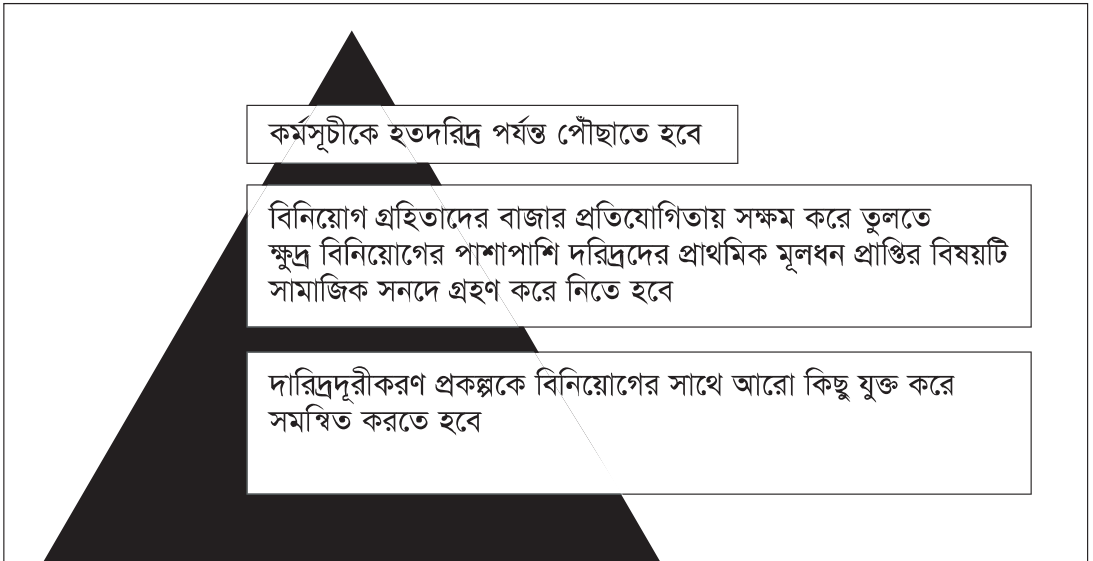 কর্মসূচীকে হতদরিদ্র পর্যন্ত পৌঁছাতে হবে
বিনিয়োগ গ্রহিতাদের বাজার প্রতিযোগিতায় সক্ষম করে তুলতে
ক্ষুদ্র বিনিয়োগের পাশাপাশি দরিদ্রদের প্রাথমিক মূলধন প্রাপ্তির বিষয়টি
সামাজিক সনদে গ্রহণ করে নিতে হবে
দারিদ্রদূরীকরণ প্রকল্পকে বিনিয়োগের সাথে আরো কিছু যুক্ত করে
সমন্বিত করতে হবে